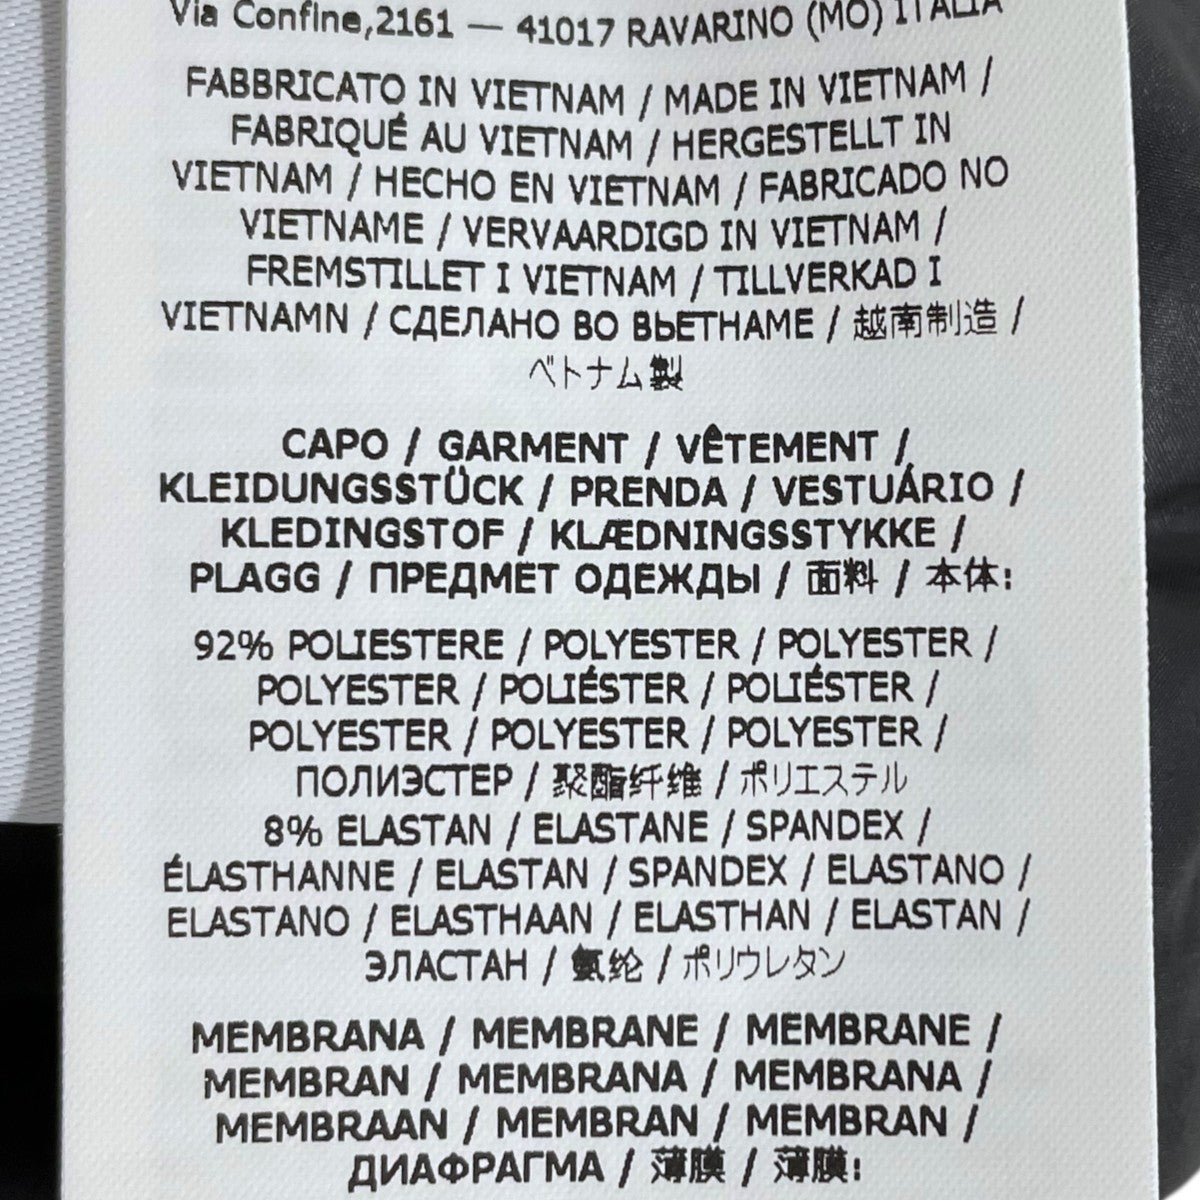 Via Confine,2161 — 41017 RAVARINO (MO) ITALIA
FABBRICATO IN VIETNAM / MADE IN VIETNAM /
FABRIQUÉ AU VIETNAM / HERGESTELLT IN
VIETNAM / HECHO EN VIETNAM / FABRICADO NO
VIETNAME / VERVAARDIGD IN VIETNAM /
FREMSTILLET I VIETNAM / TILLVERKAD I
VIETNAMN / СДЕЛАНО ВО ВЬЕТНАМЕ / 越南制造 /
ベトナム製
CAPO / GARMENT / VÊTEMENT /
KLEIDUNGSSTÜCK / PRENDA / VESTUÁRIO /
KLEDINGSTOF / KLÆDNINGSSTYKKE /
PLAGG / ПРЕДМЕТ ОДЕЖДЫ / 面料 / 本体:
92% POLIESTERE / POLYESTER / POLYESTER /
POLYESTER / POLIÉSTER / POLIÉSTER /
POLYESTER / POLYESTER / POLYESTER /
ПОЛИЭСТЕР / 聚酯纤维 / ポリエステル
8% ELASTAN / ELASTANE / SPANDEX /
ÉLASTHANNE / ELASTAN / SPANDEX / ELASTANO /
ELASTANO / ELASTHAAN / ELASTHAN / ELASTAN /
ЭЛАСТАН / 氨纶 / ポリウレタン
MEMBRANA / MEMBRANE / MEMBRANE /
MEMBRAN / MEMBRANA / MEMBRANA /
MEMBRAAN / MEMBRAN / MEMBRAN /
ДИАФРАГМА / 薄膜 / 薄膜: